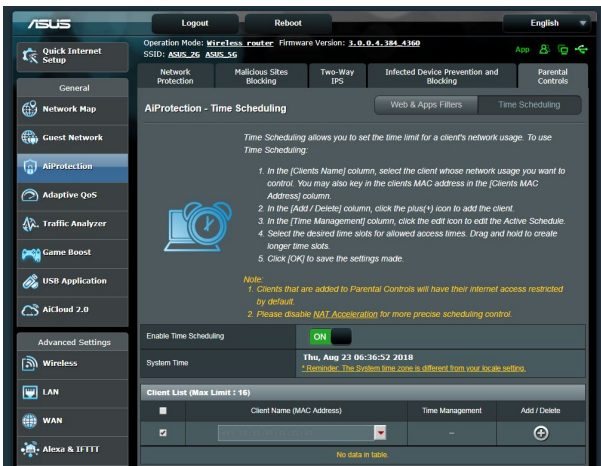 ASUS
Logout
Reboot
English
Operation Mode: Wireless router Firmware Version: 3.0.0.4.384_4360
SSID: ASUS_2G ASUS_5G
App
Quick Internet
Setup
General
Network Map
Guest Network
AiProtection
Adaptive QoS
Traffic Analyzer
Game Boost
USB Application
AiCloud 2.0
Advanced Settings
Wireless
LAN
WAN
Alexa & IFTTT
Network
Protection
Malicious Sites
Blocking
Two-Way
IPS
Infected Device Prevention and
Blocking
Parental
Controls
AiProtection - Time Scheduling
Web & Apps Filters
Time Scheduling
Time Scheduling allows you to set the time limit for a client's network usage. To use
Time Scheduling:
1. In the [Clients Name] column, select the client whose network usage you want to
control. You may also key in the clients MAC address in the [Clients MAC
Address] column.
2. In the [Add / Delete] column, click the plus(+) icon to add the client.
3. In the [Time Management] column, click the edit icon to edit the Active Schedule.
4. Select the desired time slots for allowed access times. Drag and hold to create
longer time slots.
5. Click [OK] to save the settings made.
Note:
1. Clients that are added to Parental Controls will have their internet access restricted
by default.
2. Please disable NAT Acceleration for more precise scheduling control.
Enable Time Scheduling
ON
System Time
Thu, Aug 23 06:36:52 2018
* Reminder: The System time zone is different from your locale setting.
Client List (Max Limit : 16)
Client Name (MAC Address)
Time Management
Add / Delete
–
No data in table.